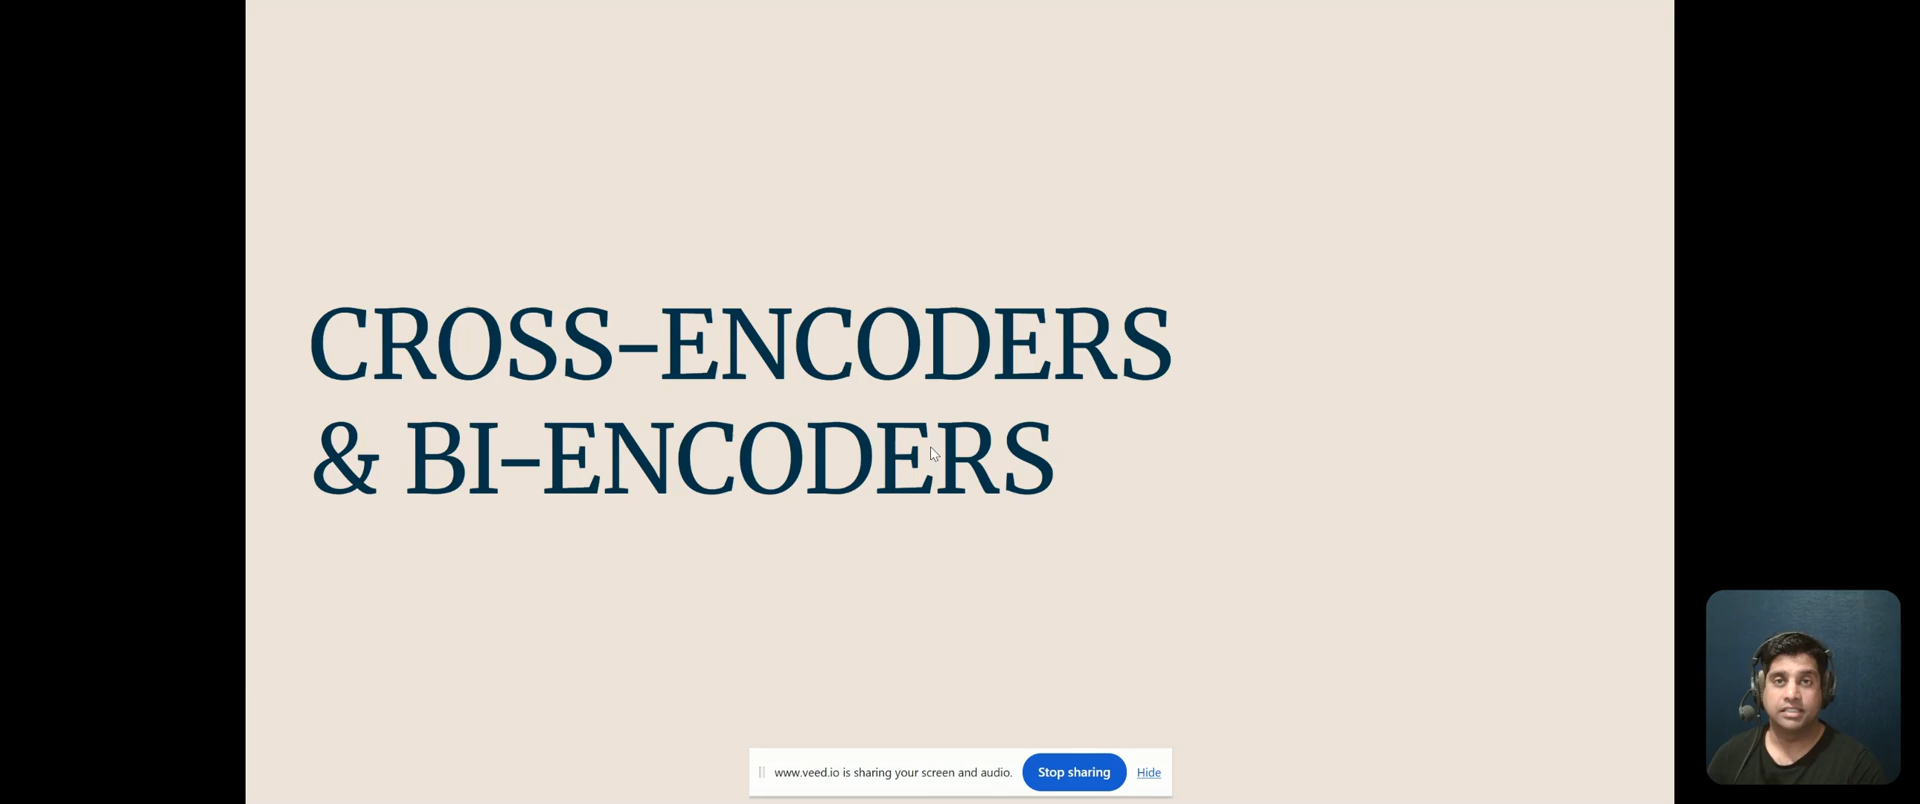 CROSS–ENCODERS
& BI–ENCODERS
www.veed.io is sharing your screen and audio. Stop sharing Hide